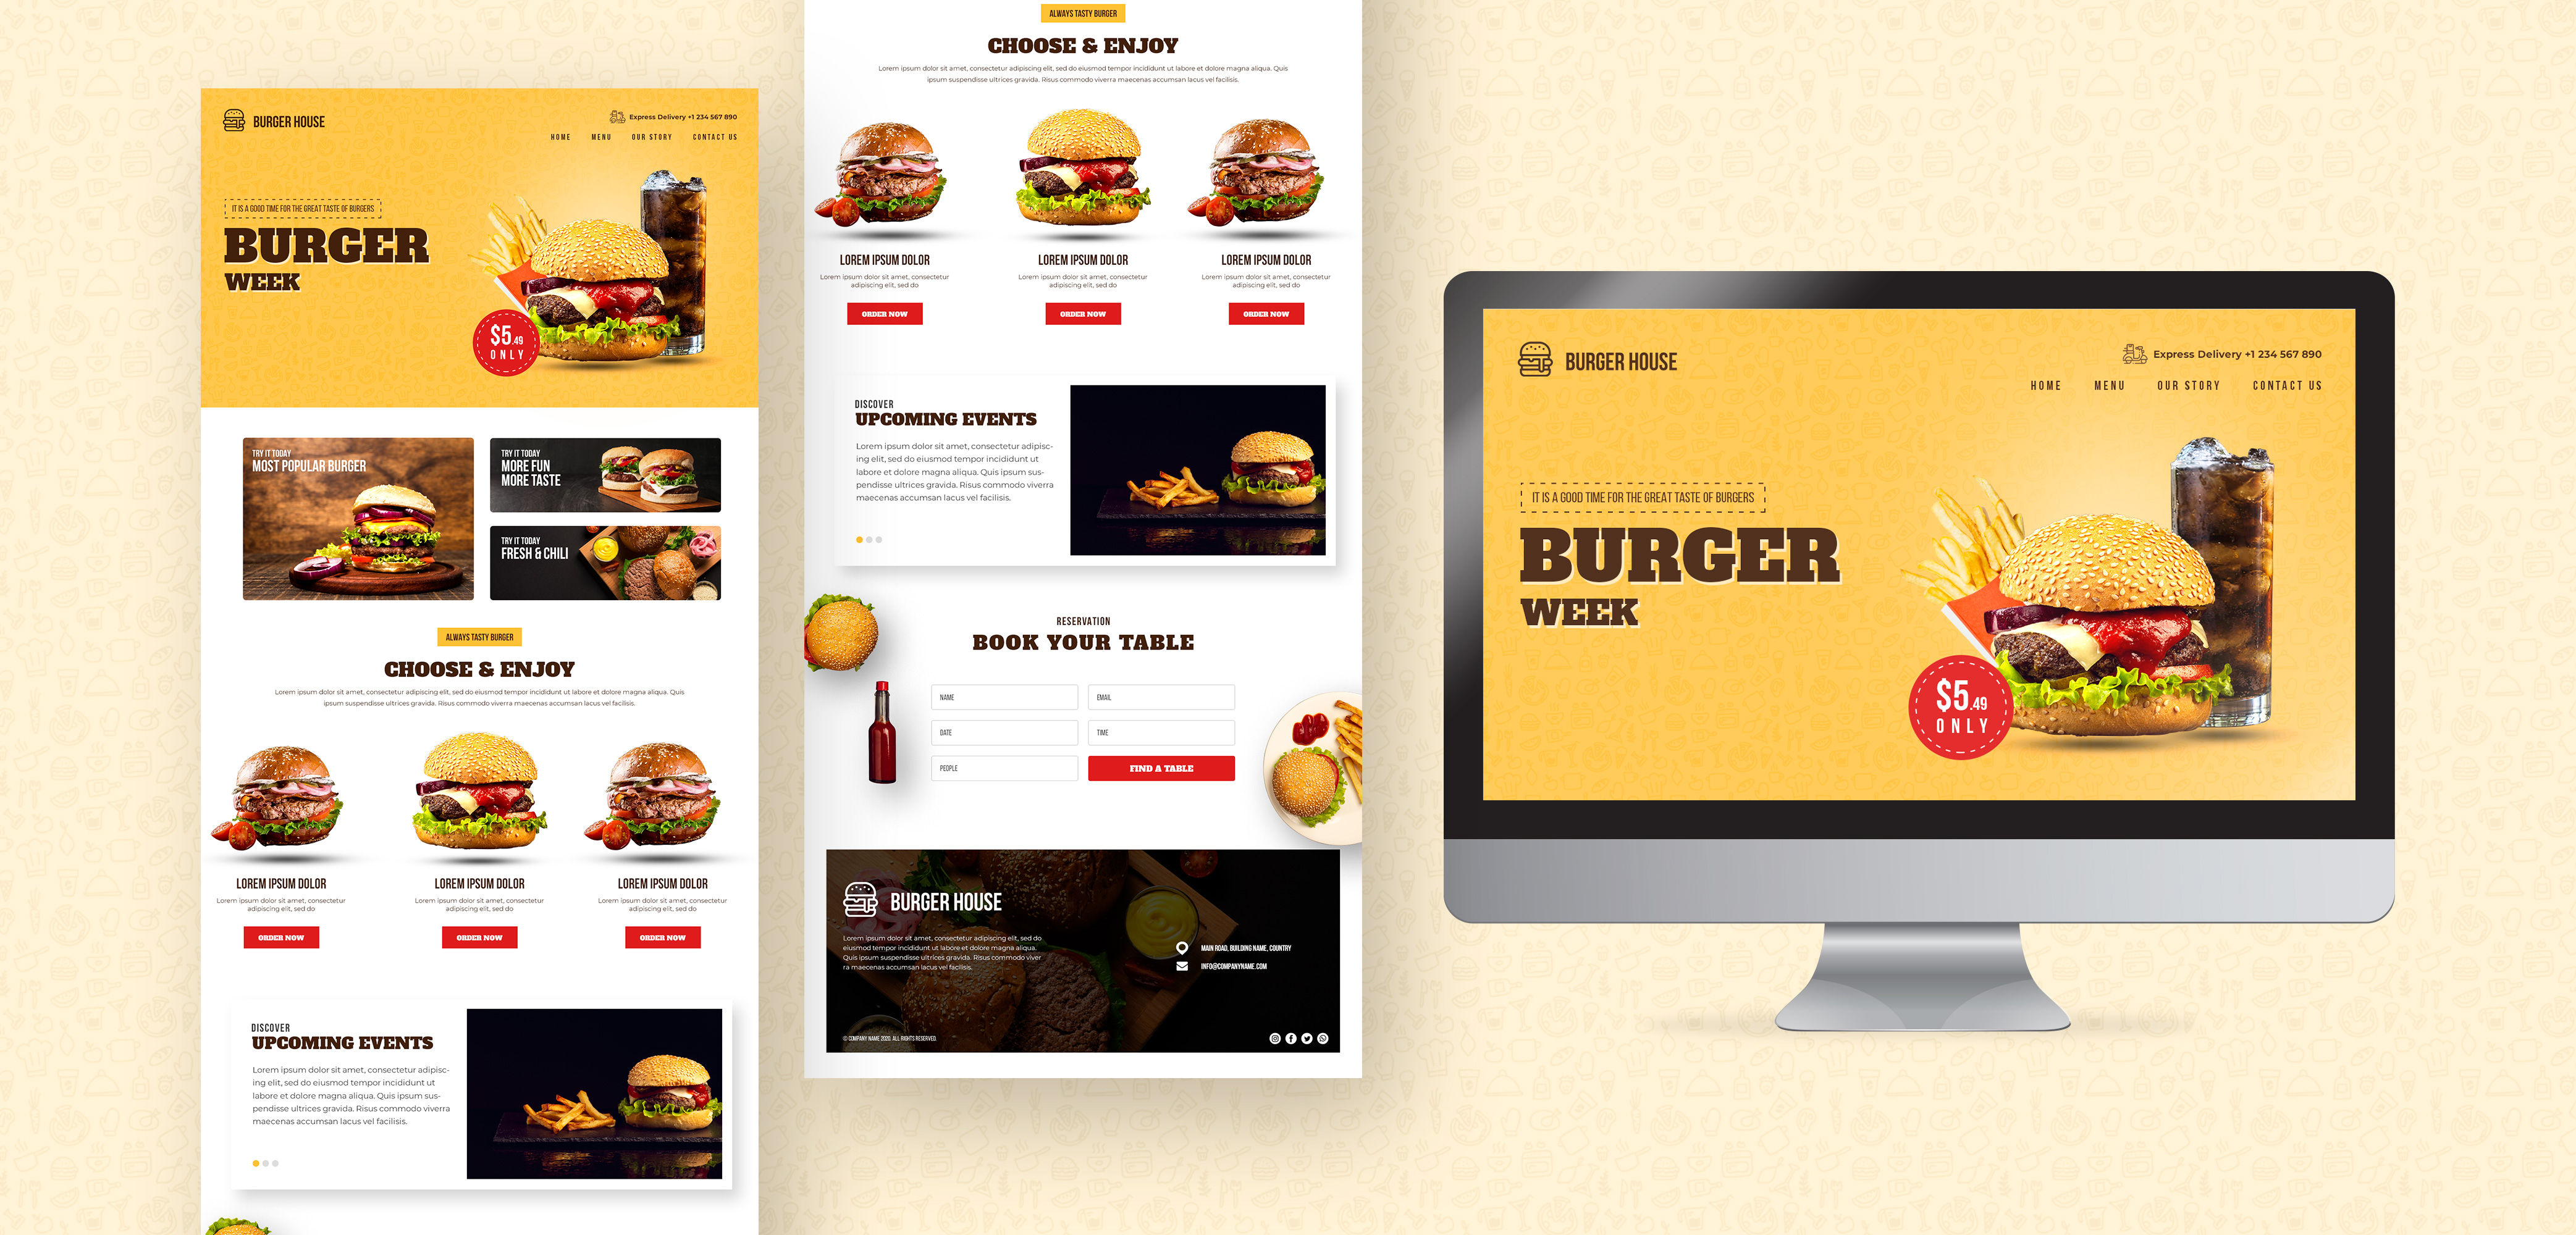 BURGER HOUSE
Express Delivery +1 234 567 890
HOME MENU OUR STORY CONTACT US
IT IS A GOOD TIME FOR THE GREAT TASTE OF BURGERS
BURGER
WEEK
$5.49
ONLY
TRY IT TODAY
MOST POPULAR BURGER
TRY IT TODAY
MORE FUN
MORE TASTE
TRY IT TODAY
FRESH & CHILI
ALWAYS TASTY BURGER
CHOOSE & ENJOY
Lorem ipsum dolor sit amet, consectetur adipiscing elit, sed do eiusmod tempor incididunt ut labore et dolore magna aliqua. Quis
ipsum suspendisse ultrices gravida. Risus commodo viverra maecenas accumsan lacus vel facilisis.
LOREM IPSUM DOLOR
Lorem ipsum dolor sit amet, consectetur
adipiscing elit, sed do
ORDER NOW
LOREM IPSUM DOLOR
Lorem ipsum dolor sit amet, consectetur
adipiscing elit, sed do
ORDER NOW
LOREM IPSUM DOLOR
Lorem ipsum dolor sit amet, consectetur
adipiscing elit, sed do
ORDER NOW
DISCOVER
UPCOMING EVENTS
Lorem ipsum dolor sit amet, consectetur adipisc-
ing elit, sed do eiusmod tempor incididunt ut
labore et dolore magna aliqua. Quis ipsum sus-
pendisse ultrices gravida. Risus commodo viverra
maecenas accumsan lacus vel facilisis.
ALWAYS TASTY BURGER
CHOOSE & ENJOY
Lorem ipsum dolor sit amet, consectetur adipiscing elit, sed do eiusmod tempor incididunt ut labore et dolore magna aliqua. Quis
ipsum suspendisse ultrices gravida. Risus commodo viverra maecenas accumsan lacus vel facilisis.
LOREM IPSUM DOLOR
Lorem ipsum dolor sit amet, consectetur
adipiscing elit, sed do
ORDER NOW
LOREM IPSUM DOLOR
Lorem ipsum dolor sit amet, consectetur
adipiscing elit, sed do
ORDER NOW
LOREM IPSUM DOLOR
Lorem ipsum dolor sit amet, consectetur
adipiscing elit, sed do
ORDER NOW
DISCOVER
UPCOMING EVENTS
Lorem ipsum dolor sit amet, consectetur adipisc-
ing elit, sed do eiusmod tempor incididunt ut
labore et dolore magna aliqua. Quis ipsum sus-
pendisse ultrices gravida. Risus commodo viverra
maecenas accumsan lacus vel facilisis.
RESERVATION
BOOK YOUR TABLE
NAME EMAIL
DATE TIME
PEOPLE FIND A TABLE
BURGER HOUSE
Lorem ipsum dolor sit amet, consectetur adipiscing elit, sed do
eiusmod tempor incididunt ut labore et dolore magna aliqua.
Quis ipsum suspendisse ultrices gravida. Risus commodo viver
ra maecenas accumsan lacus vel facilisis.
MAIN ROAD, BUILDING NAME, COUNTRY
INFO@COMPANYNAME.COM
© COMPANY NAME 2020. ALL RIGHTS RESERVED.
BURGER HOUSE
Express Delivery +1 234 567 890
HOME MENU OUR STORY CONTACT US
IT IS A GOOD TIME FOR THE GREAT TASTE OF BURGERS
BURGER
WEEK
$5.49
ONLY